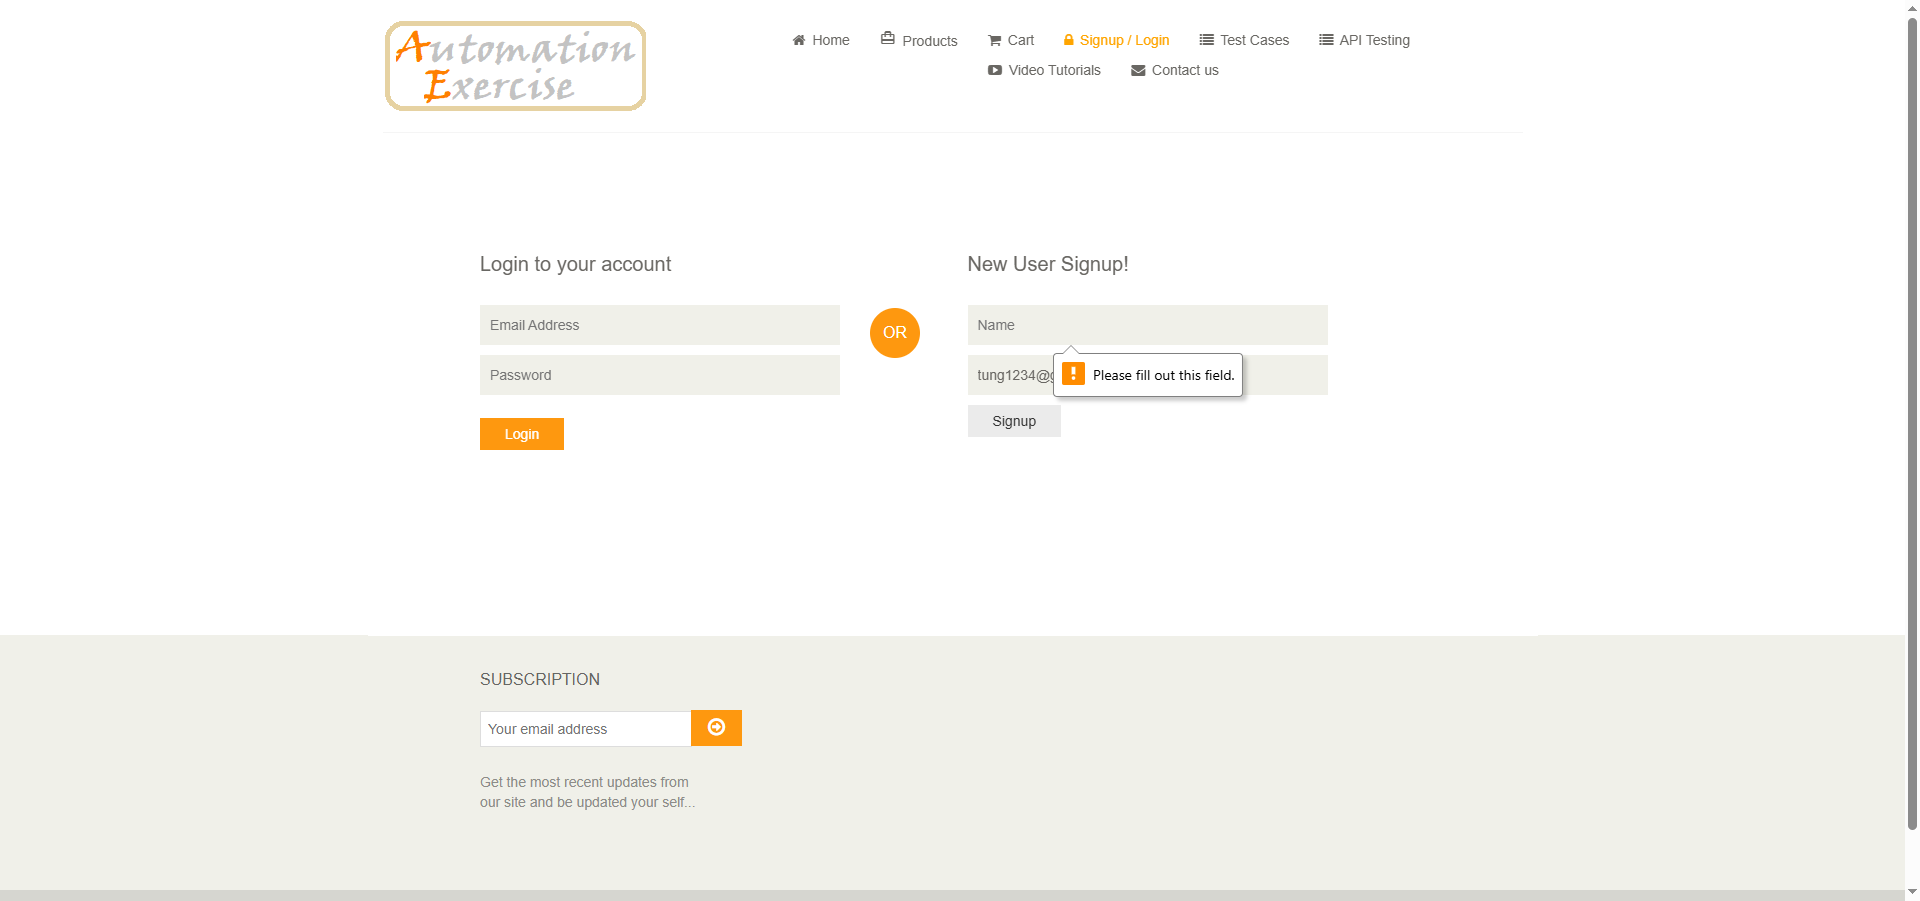 Automation
Exercise
Home
Products
Cart
Signup / Login
Test Cases
API Testing
Video Tutorials
Contact us
Login to your account
New User Signup!
Email Address
OR
Name
Password
tung1234@
Please fill out this field.
Login
Signup
SUBSCRIPTION
Your email address
Get the most recent updates from
our site and be updated your self...